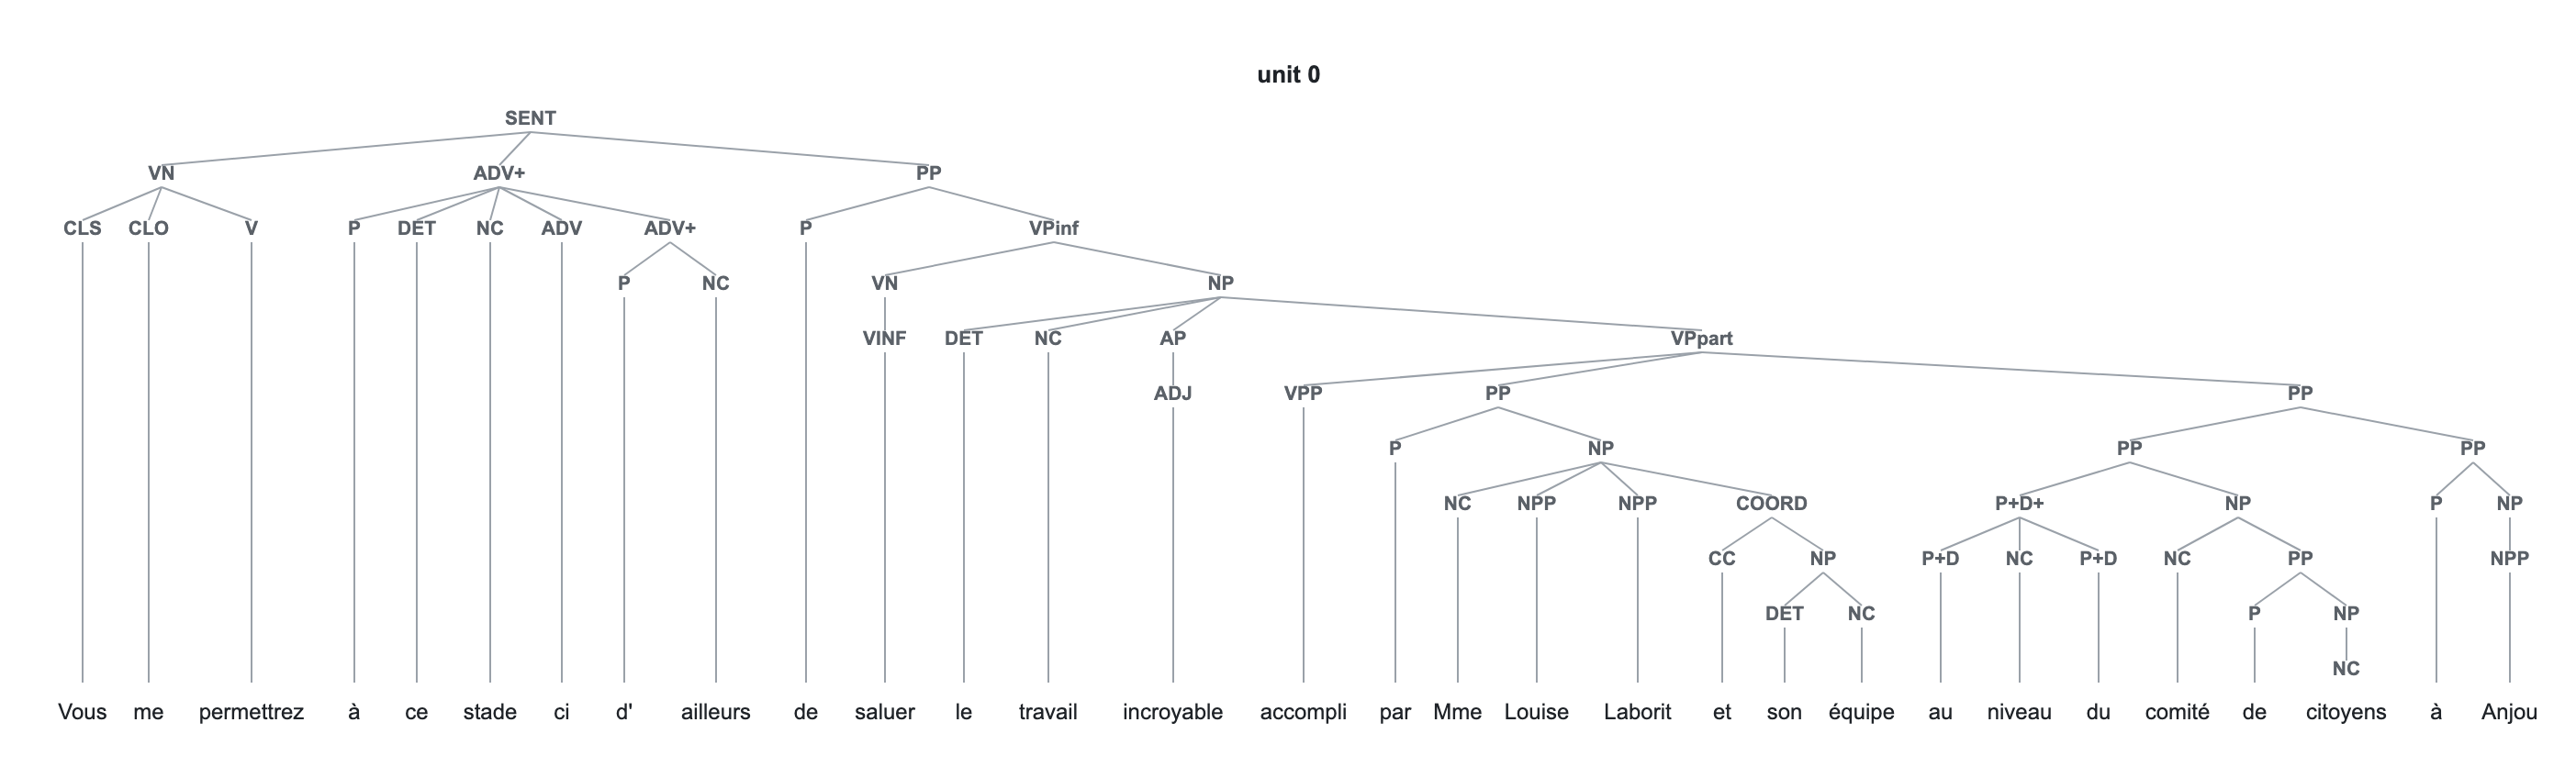 unit 0
SENT
VN ADV+ PP
CLS CLO V P DET NC ADV ADV+ P VPinf
P NC VN NP
VINF DET NC AP VPpart
ADJ VPP PP PP
P NP PP PP
NC NPP NPP COORD P+D+ NP P NP
CC NP P+D NC P+D NC PP NPP
DET NC P NP
NC
Vous me permettrez à ce stade ci d' ailleurs de saluer le travail incroyable accompli par Mme Louise Laborit et son équipe au niveau du comité de citoyens à Anjou